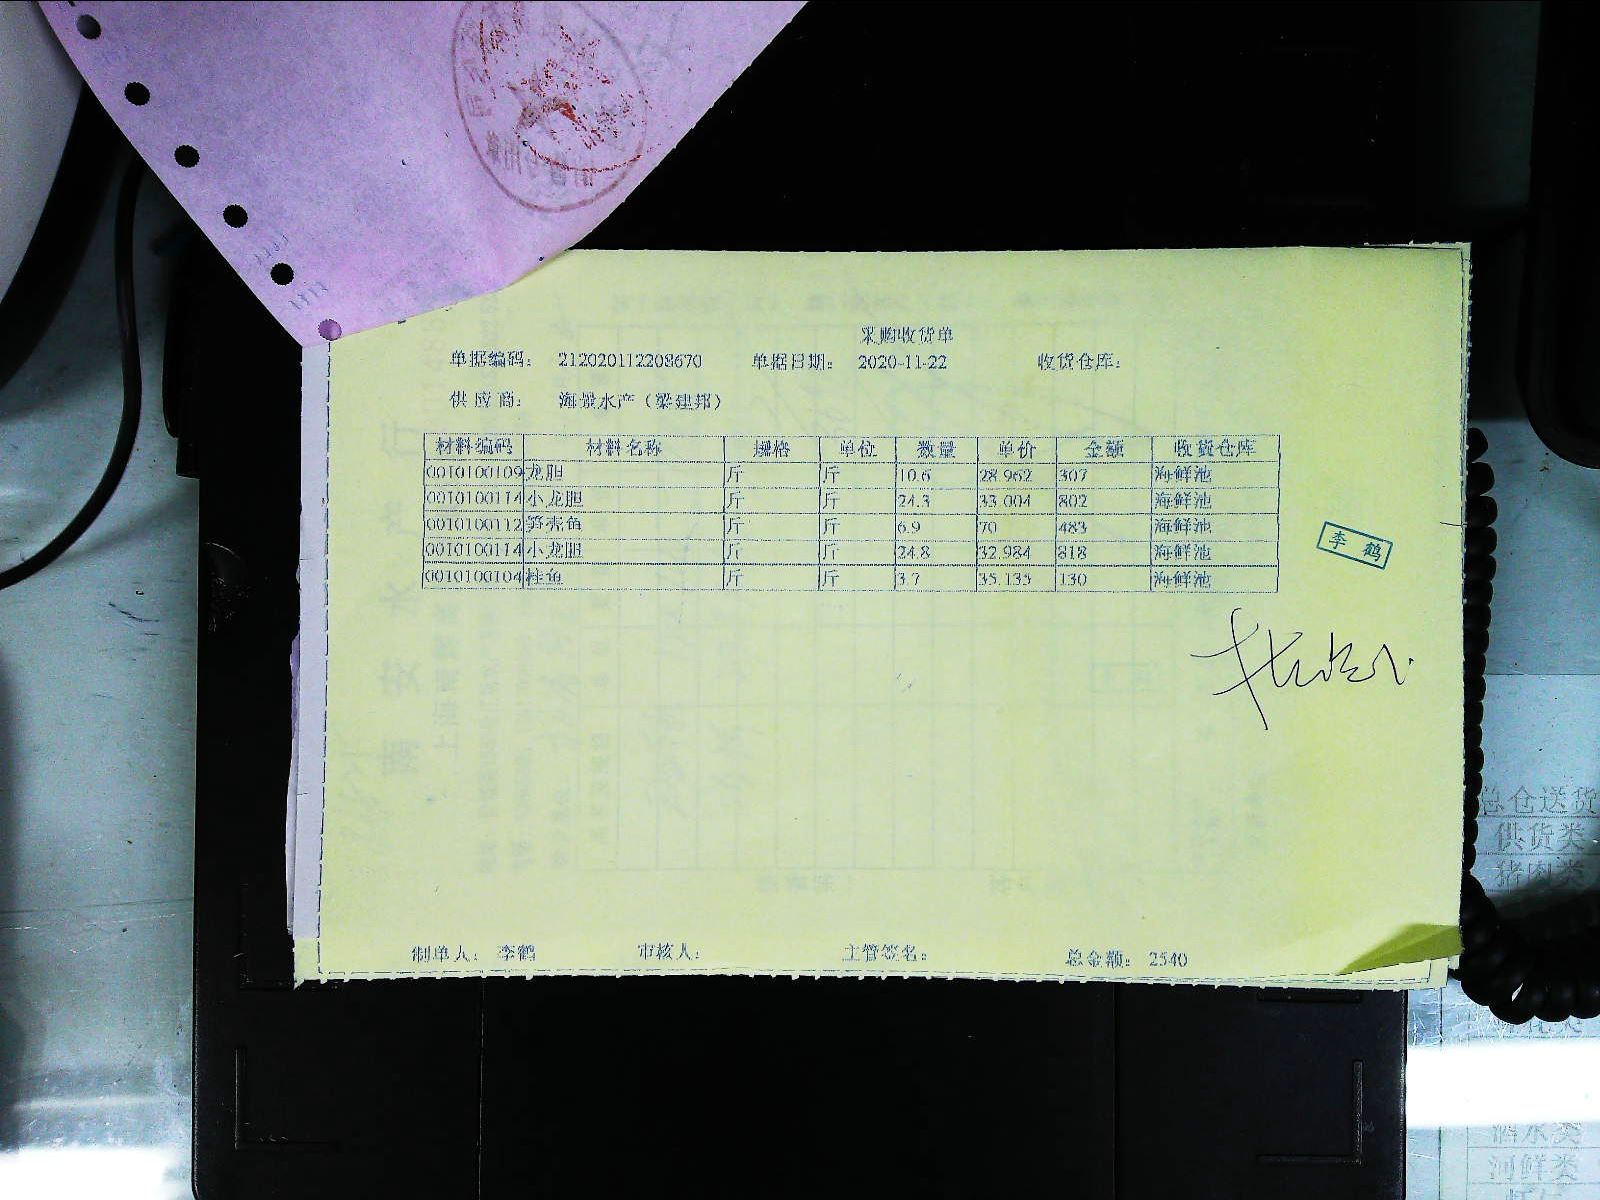 采购收货单
单据编码： 212020112208670 单据日期： 2020-11-22 收货仓库：
供应商： 海景水产（梁建邦）
材料编码 材料名称 规格 单位 数量 单价 金额 收货仓库
0010100109 龙胆 斤 斤 10.6 28.962 307 海鲜池
0010100114 小龙胆 斤 斤 24.3 33.004 802 海鲜池
0010100112 笋壳鱼 斤 斤 6.9 70 483 海鲜池
0010100114 小龙胆 斤 斤 24.8 32.984 818 海鲜池
0010100104 桂鱼 斤 斤 3.7 35.135 130 海鲜池
李鹤
制单人： 李鹤 审核人： 主管签名： 总金额： 2540
总仓送货
供货类
猪肉类
酒水类
河鲜类